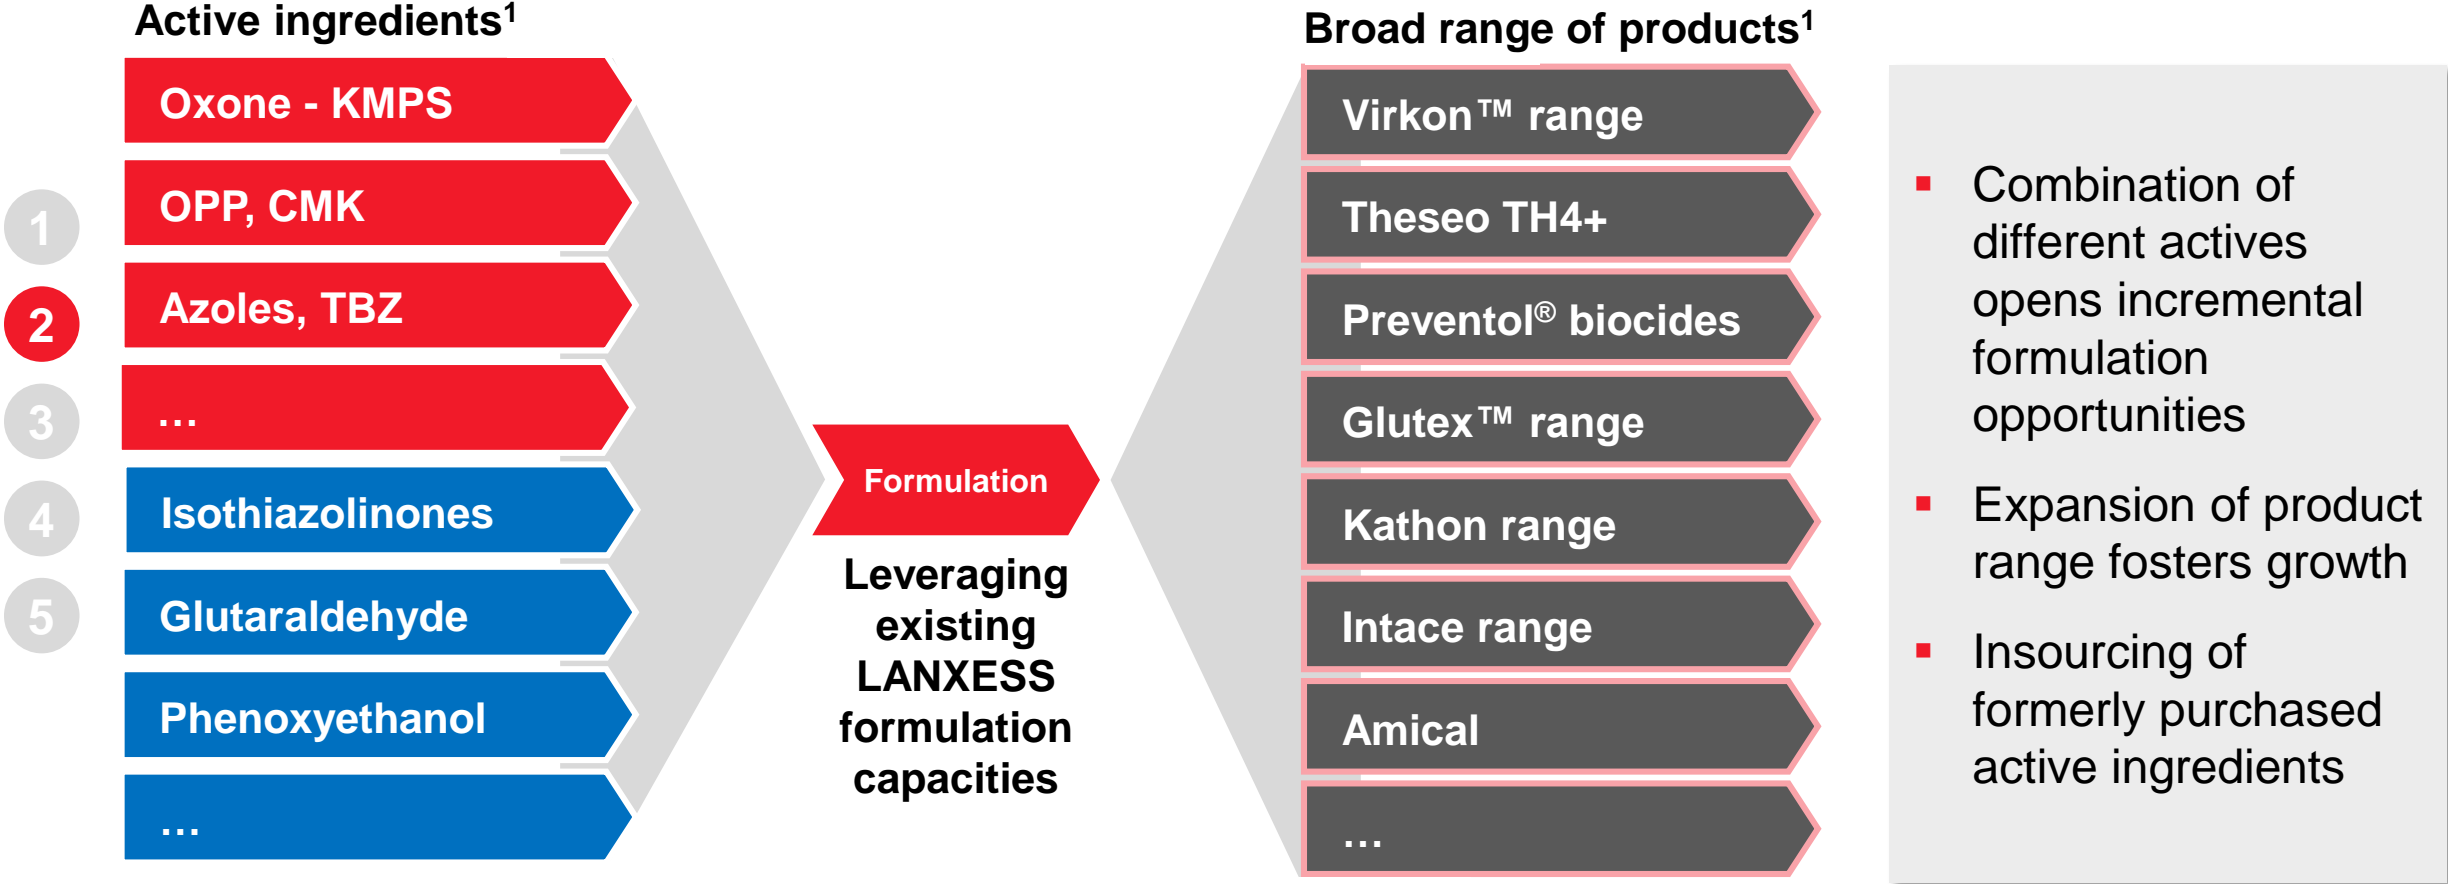 Active ingredients¹
Oxone - KMPS
OPP, CMK
Azoles, TBZ
…
Isothiazolinones
Glutaraldehyde
Phenoxyethanol
…
1
2
3
4
5
Formulation
Leveraging
existing
LANXESS
formulation
capacities
Broad range of products¹
Virkon™ range
Theseo TH4+
Preventol® biocides
Glutex™ range
Kathon range
Intace range
Amical
…
▪ Combination of
different actives
opens incremental
formulation
opportunities
▪ Expansion of product
range fosters growth
▪ Insourcing of
formerly purchased
active ingredients